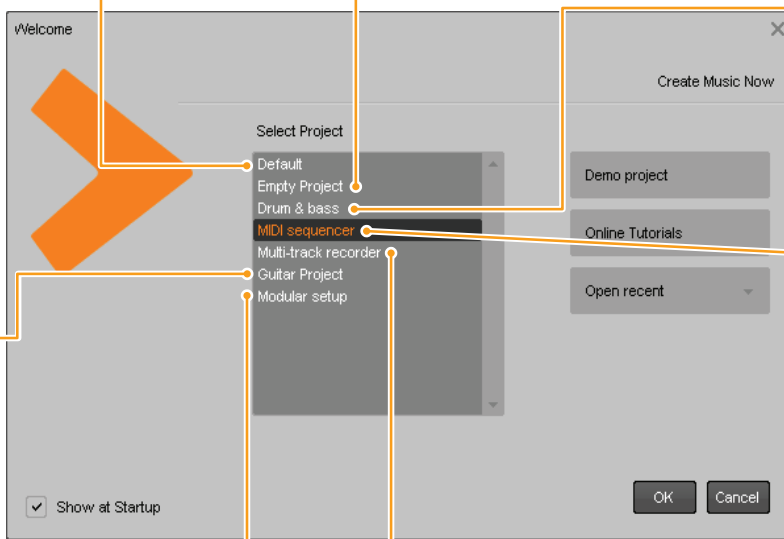 Welcome
Create Music Now
Select Project
Default
Empty Project
Drum & bass
MIDI sequencer
Multi-track recorder
Guitar Project
Modular setup
Demo project
Online Tutorials
Open recent
Show at Startup
OK
Cancel